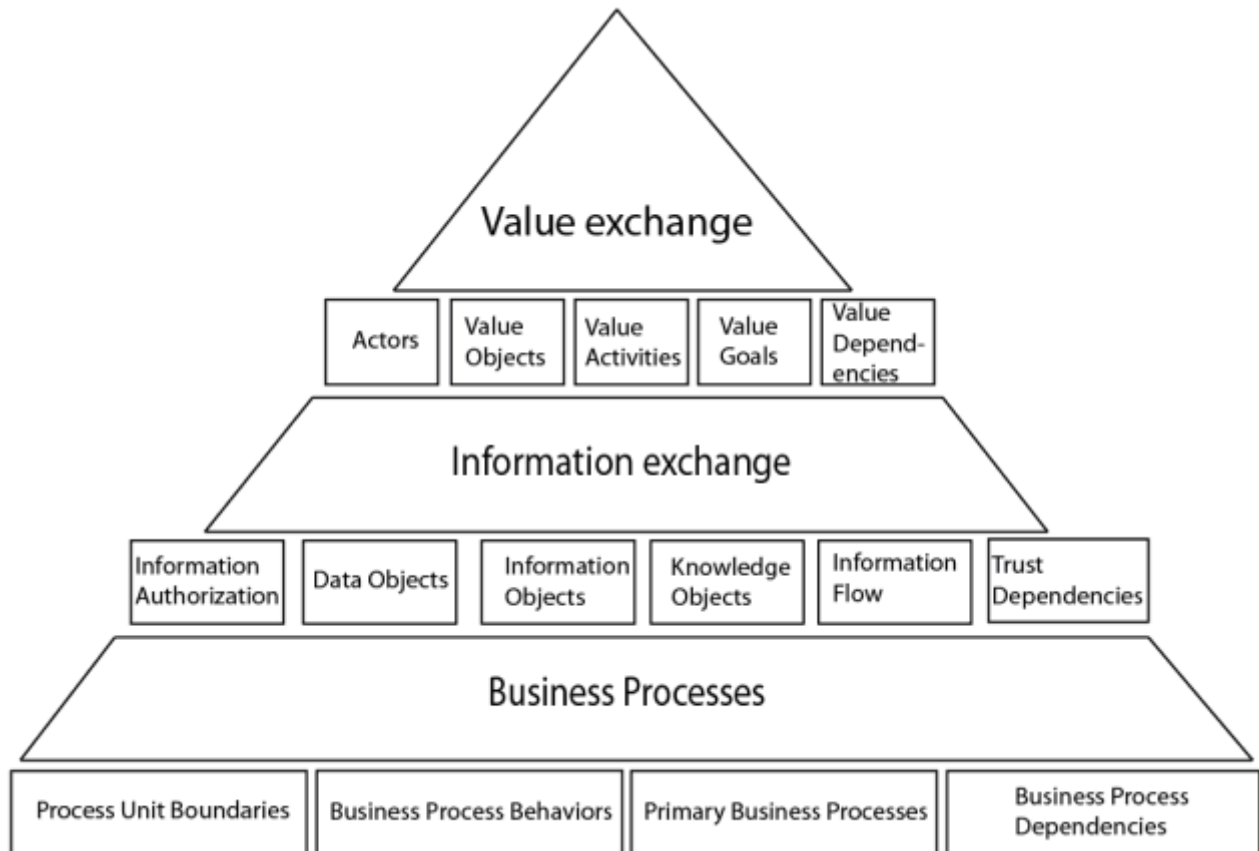 Value exchange
Actors
Value
Objects
Value
Activities
Value
Goals
Value
Depend-
encies
Information exchange
Information
Authorization
Data Objects
Information
Objects
Knowledge
Objects
Information
Flow
Trust
Dependencies
Business Processes
Process Unit Boundaries
Business Process Behaviors
Primary Business Processes
Business Process
Dependencies